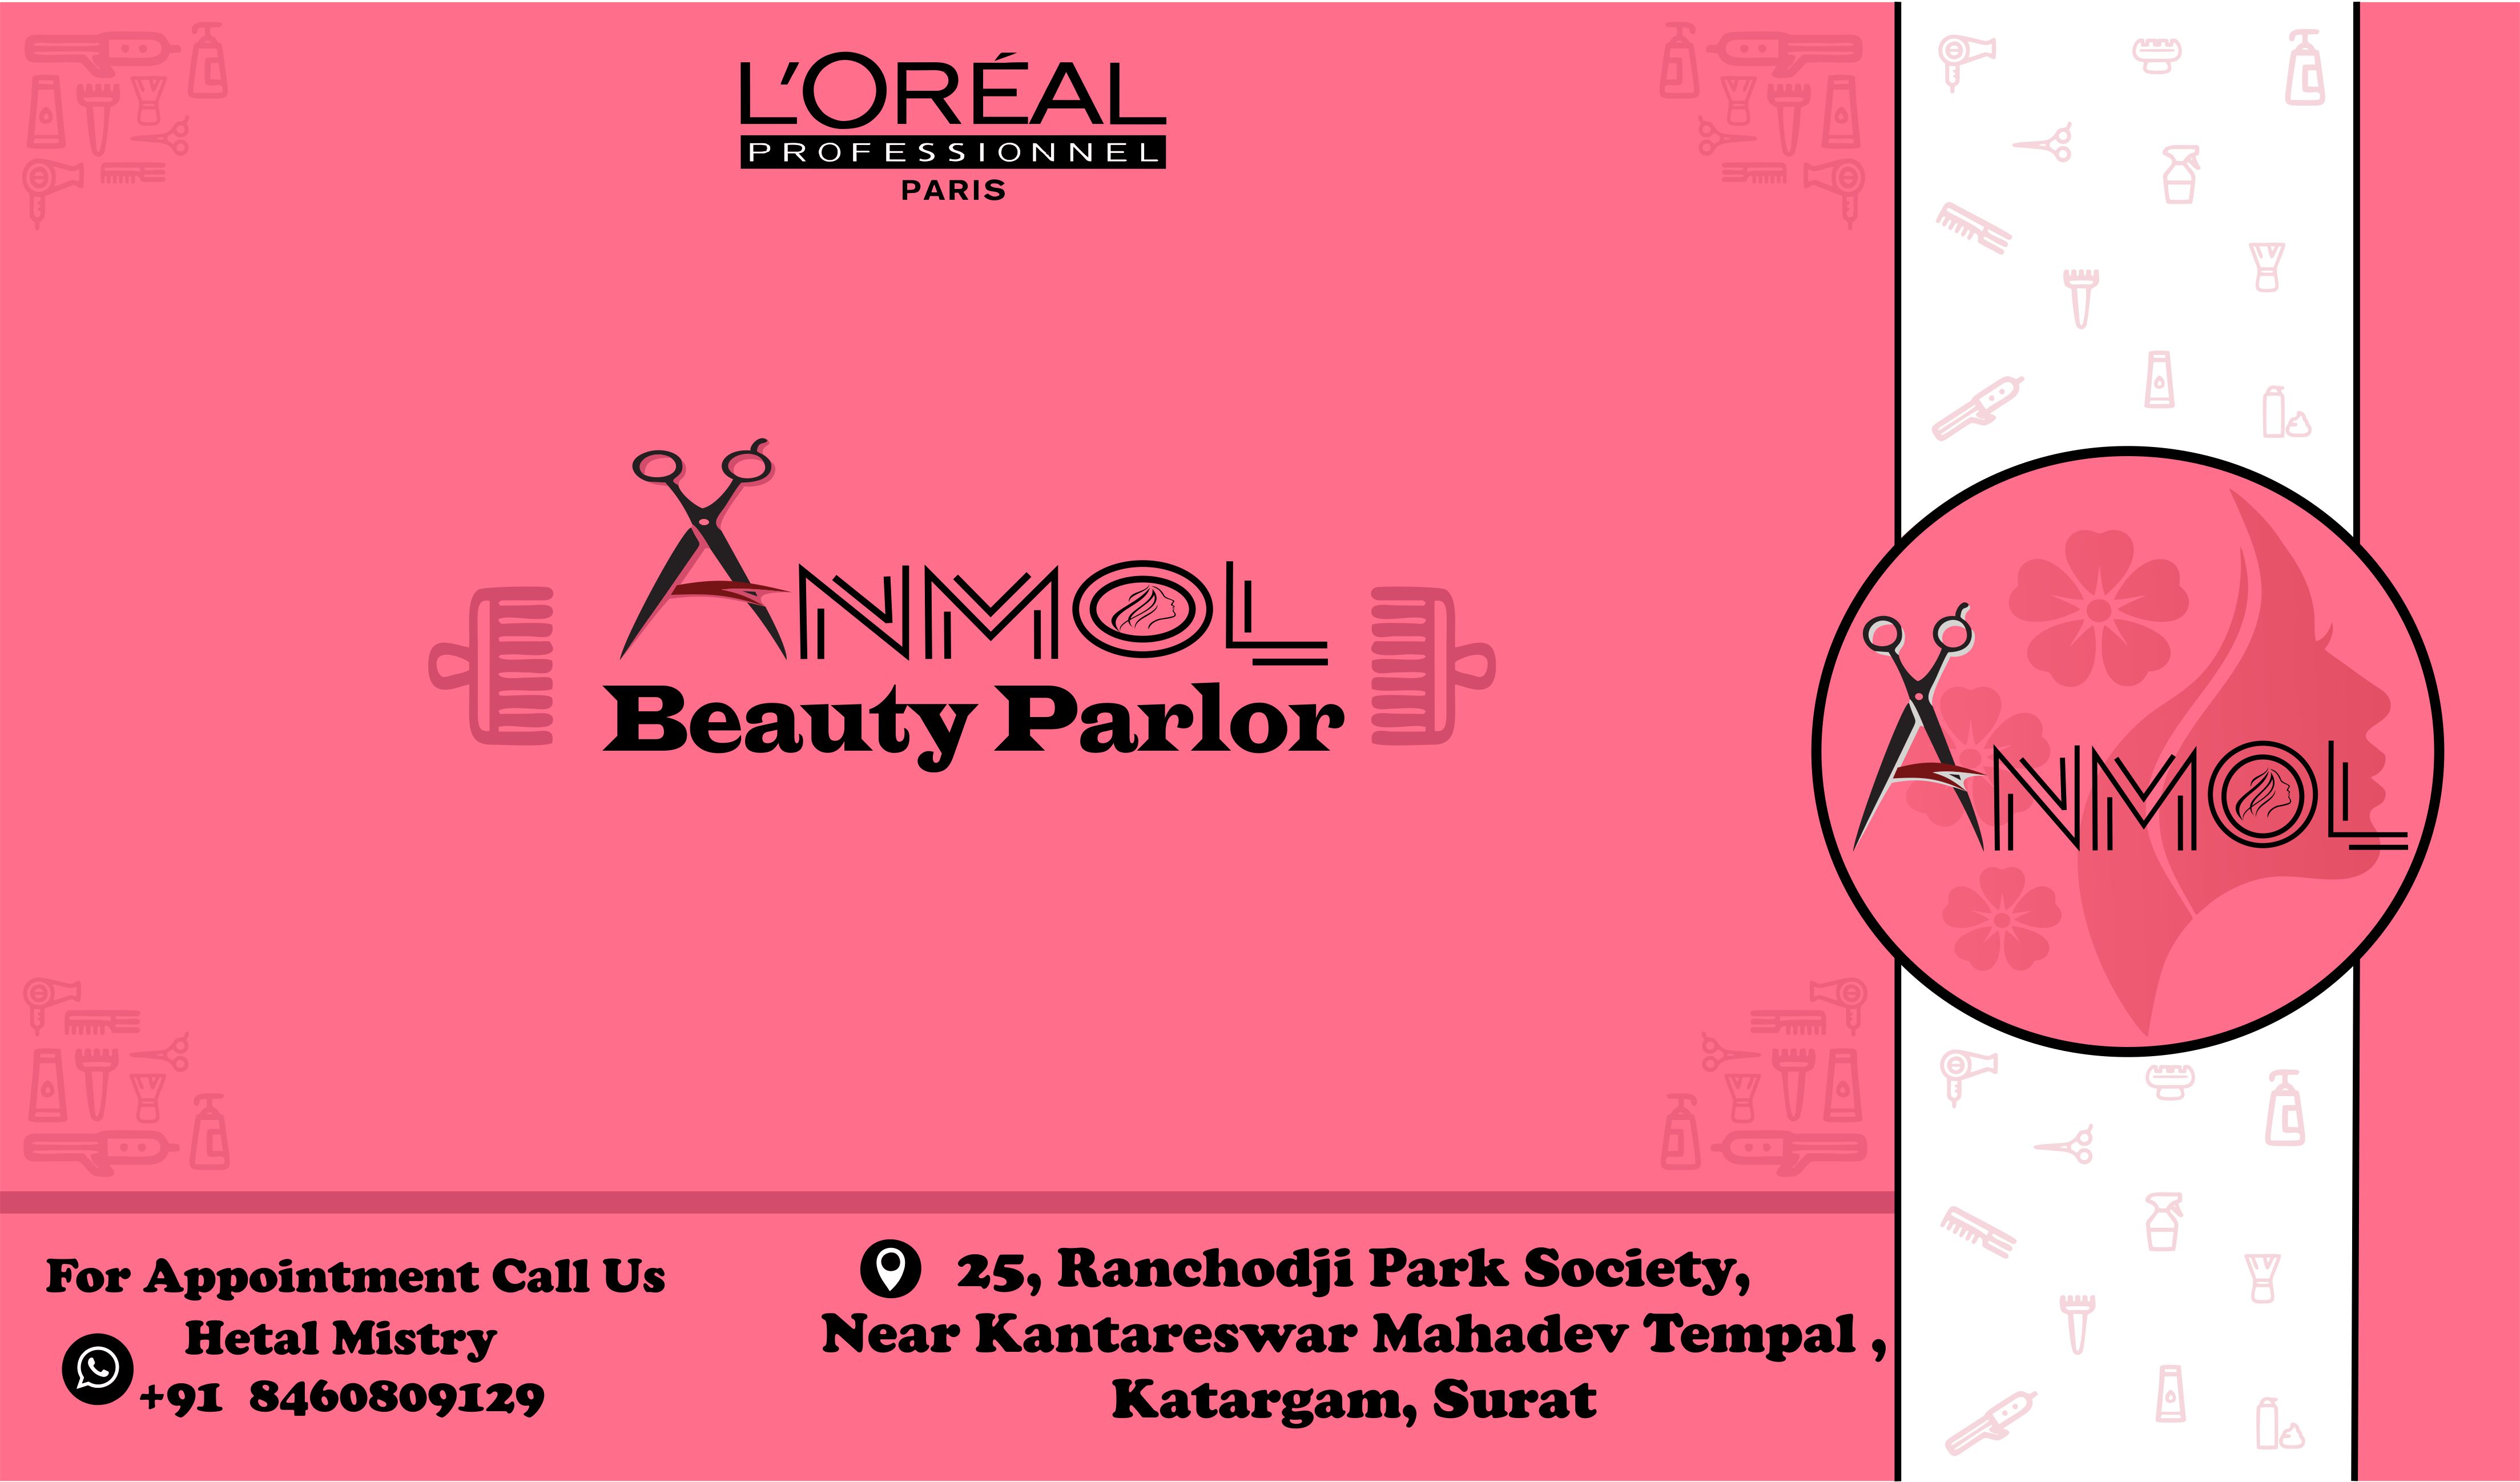 L'ORÉAL
PROFESSIONNEL
PARIS
ANMOL
Beauty Parlor
ANMOL
For Appointment Call Us
Hetal Mistry
+91 8460809129
25, Ranchodji Park Society,
Near Kantareswar Mahadev Tempal ,
Katargam, Surat